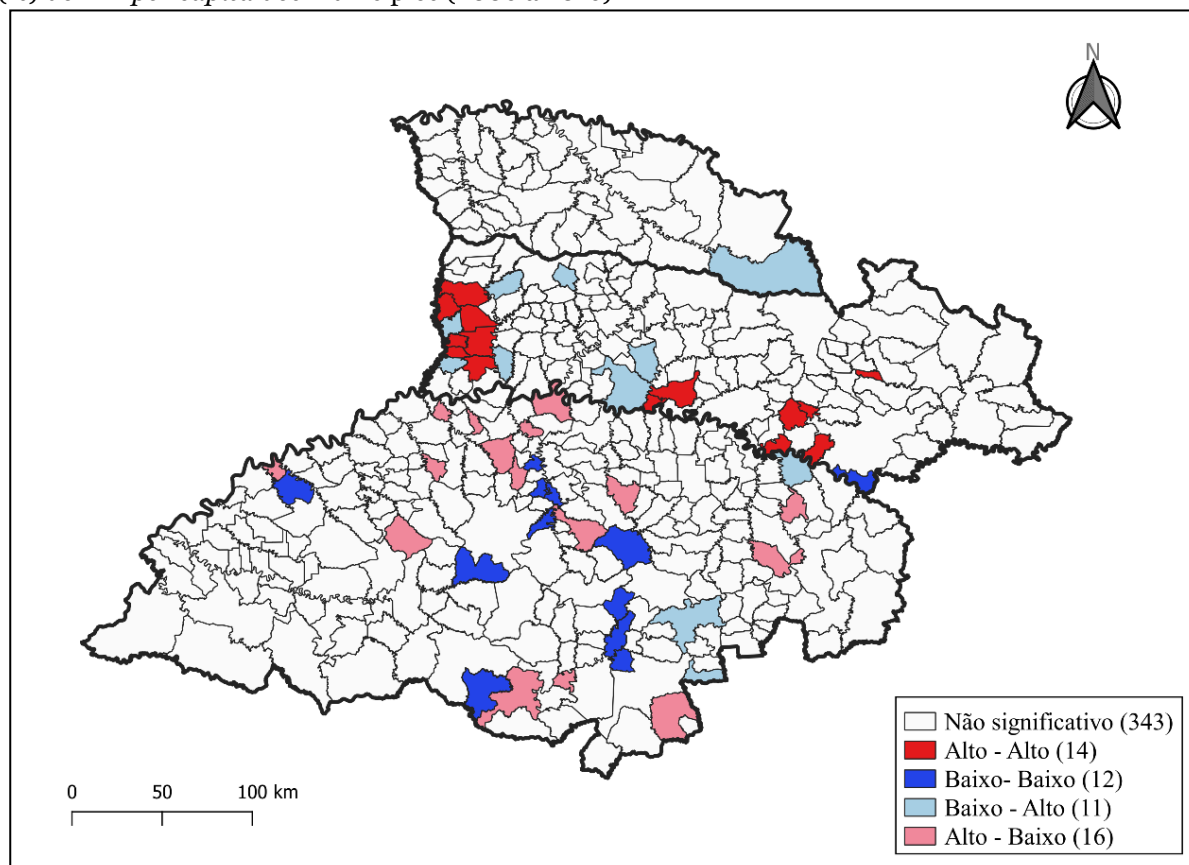 N
Não significativo (343)
Alto - Alto (14)
Baixo- Baixo (12)
Baixo - Alto (11)
Alto - Baixo (16)
0 50 100 km